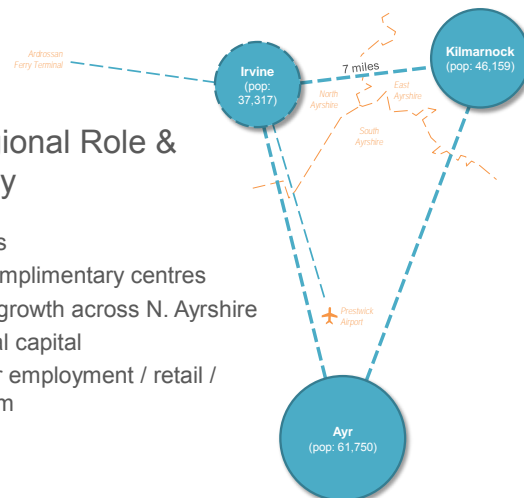 Ardrossan
Ferry Terminal
Irvine
(pop:
37,317)
7 miles
Kilmarnock
(pop: 46,159)
North
Ayrshire
East
Ayrshire
South
Ayrshire
gional Role &
y
s
mplimentary centres
growth across N. Ayrshire
al capital
r employment / retail /
m
Prestwick
Airport
Ayr
(pop: 61,750)